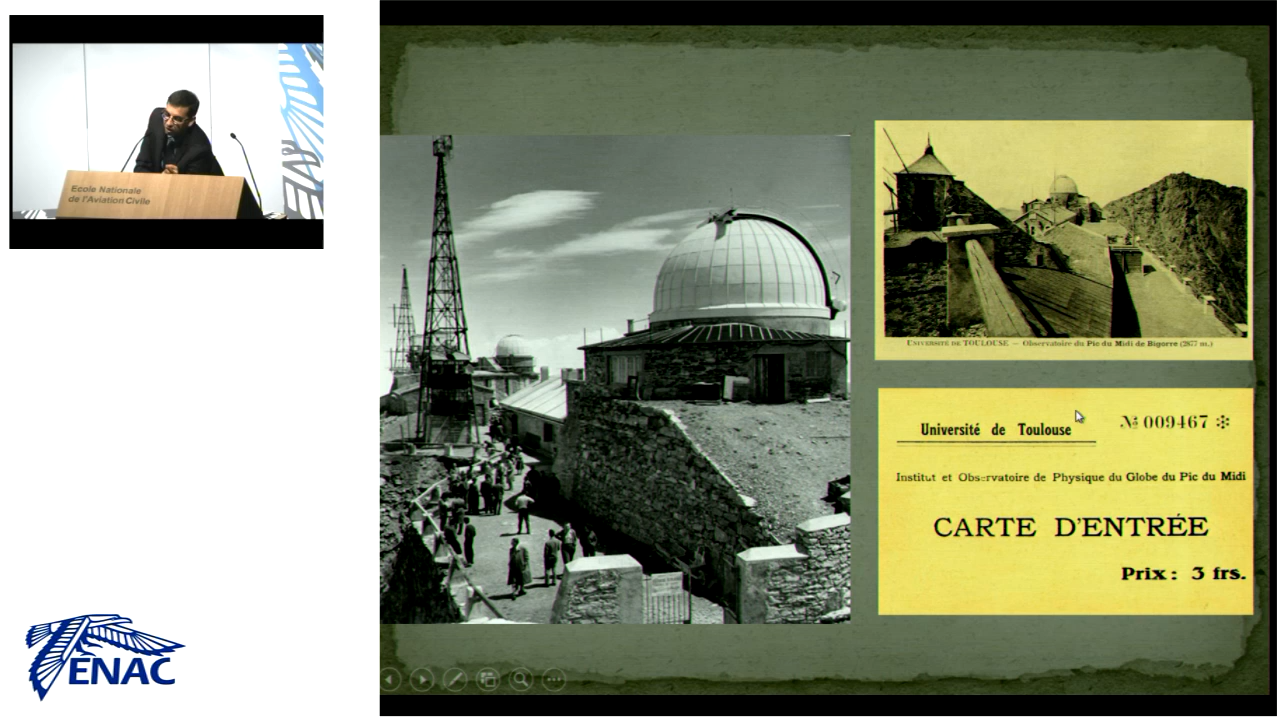 Ecole Nationale
de l'Aviation Civile
ENAC
UNIVERSITÉ DE TOULOUSE — Observatoire du Pic du Midi de Bigorre (2877 m.)
Université de Toulouse
№ 009467
Institut et Observatoire de Physique du Globe du Pic du Midi
CARTE D'ENTRÉE
Prix : 3 frs.